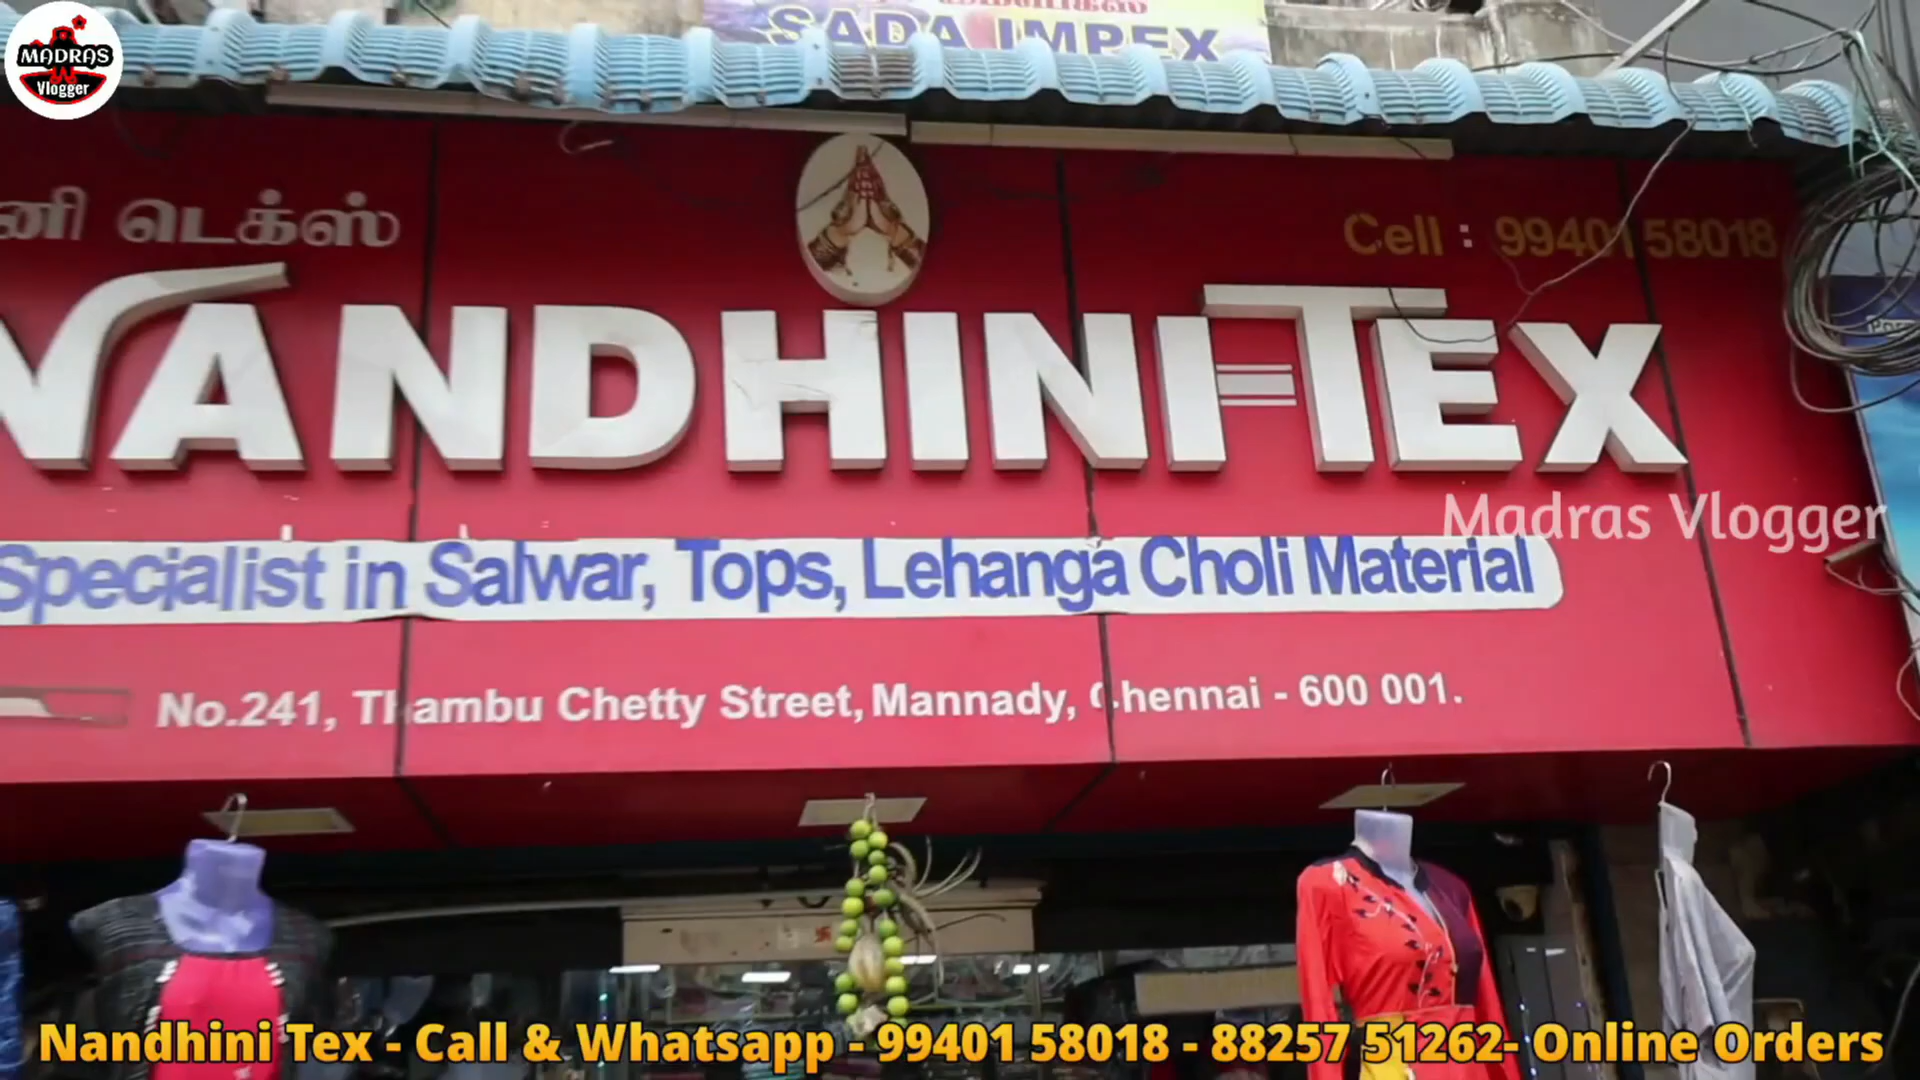 SADA IMPEX
MADRAS
Vlogger
னி டெக்ஸ்
Cell : 99401 58018
NANDHINI TEX
Madras Vlogger
Specialist in Salwar, Tops, Lehanga Choli Material
No.241, Thambu Chetty Street, Mannady, Chennai - 600 001.
Nandhini Tex - Call & Whatsapp - 99401 58018 - 88257 51262- Online Orders